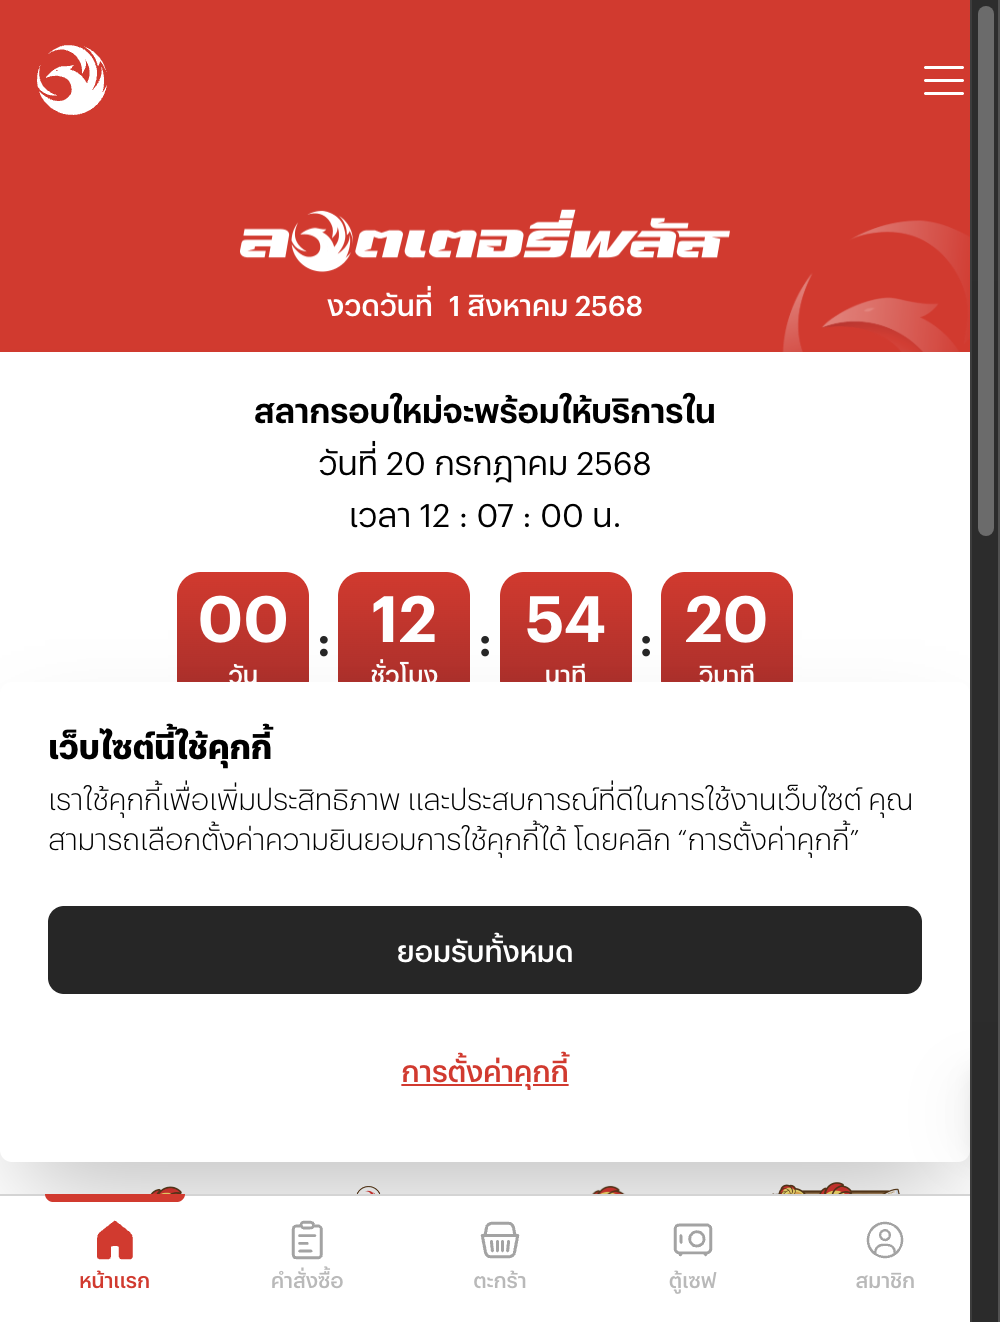 ลอตเตอรี่พลัส
งวดวันที่ 1 สิงหาคม 2568
สลากรอบใหม่จะพร้อมให้บริการใน
วันที่ 20 กรกฎาคม 2568
เวลา 12 : 07 : 00 น.
00 : 12 : 54 : 20
วัน ชั่วโมง นาที วินาที
เว็บไซต์นี้ใช้คุกกี้
เราใช้คุกกี้เพื่อเพิ่มประสิทธิภาพ และประสบการณ์ที่ดีในการใช้งานเว็บไซต์ คุณ
สามารถเลือกตั้งค่าความยินยอมการใช้คุกกี้ได้ โดยคลิก “การตั้งค่าคุกกี้”
ยอมรับทั้งหมด
การตั้งค่าคุกกี้
หน้าแรก คำสั่งซื้อ ตะกร้า ตู้เซฟ สมาชิก